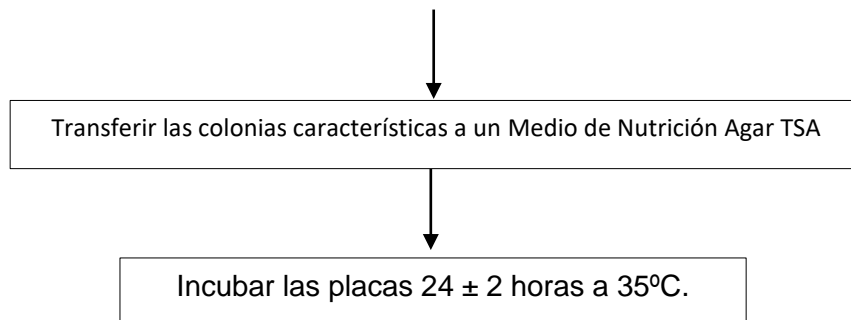 Transferir las colonias características a un Medio de Nutrición Agar TSA
Incubar las placas 24 ± 2 horas a 35ºC.